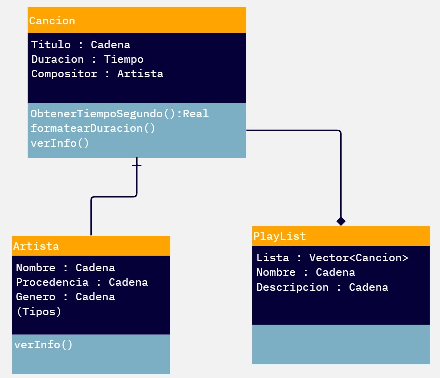 Cancion
Titulo : Cadena
Duracion : Tiempo
Compositor : Artista
ObtenerTiempoSegundo():Real
formatearDuracion()
verInfo()
Artista
Nombre : Cadena
Procedencia : Cadena
Genero : Cadena
(Tipos)
verInfo()
PlayList
Lista : Vector<Cancion>
Nombre : Cadena
Descripcion : Cadena